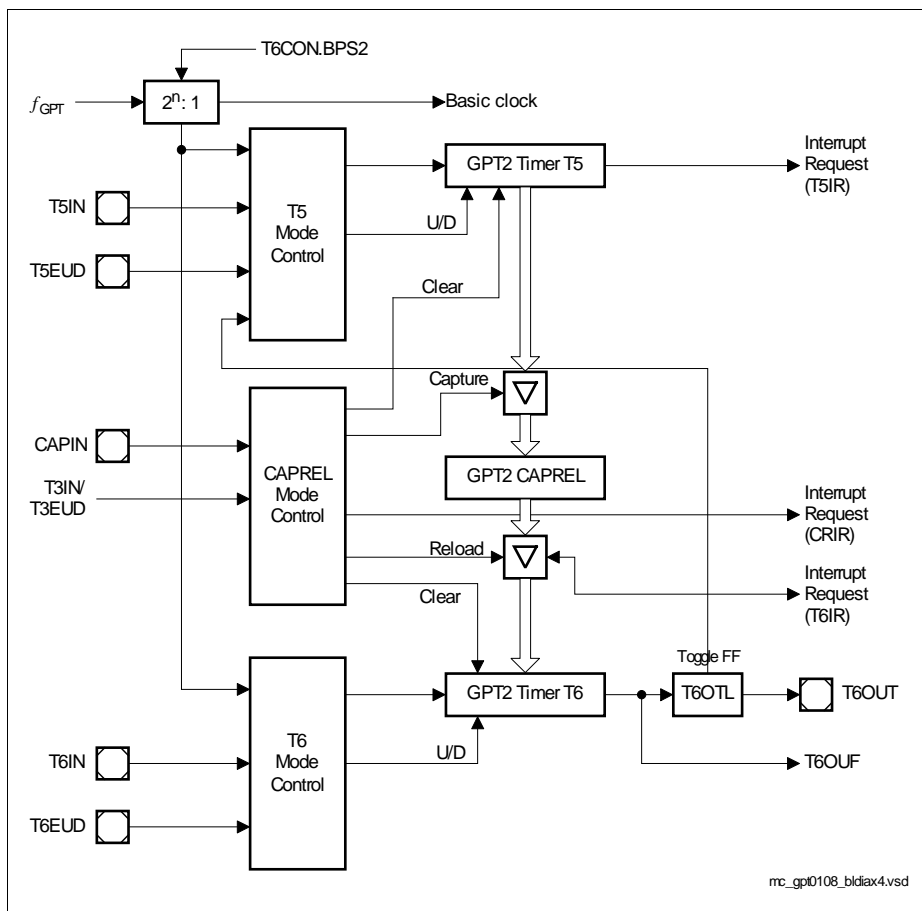 T6CON.BPS2
fGPT
2n: 1
Basic clock
T5IN
T5EUD
T5
Mode
Control
U/D
GPT2 Timer T5
Interrupt
Request
(T5IR)
Clear
Capture
CAPIN
T3IN/
T3EUD
CAPREL
Mode
Control
GPT2 CAPREL
Interrupt
Request
(CRIR)
Reload
Clear
Interrupt
Request
(T6IR)
Toggle FF
GPT2 Timer T6
T6OTL
T6OUT
T6IN
T6EUD
T6
Mode
Control
U/D
T6OUF
mc_gpt0108_bldiax4.vsd